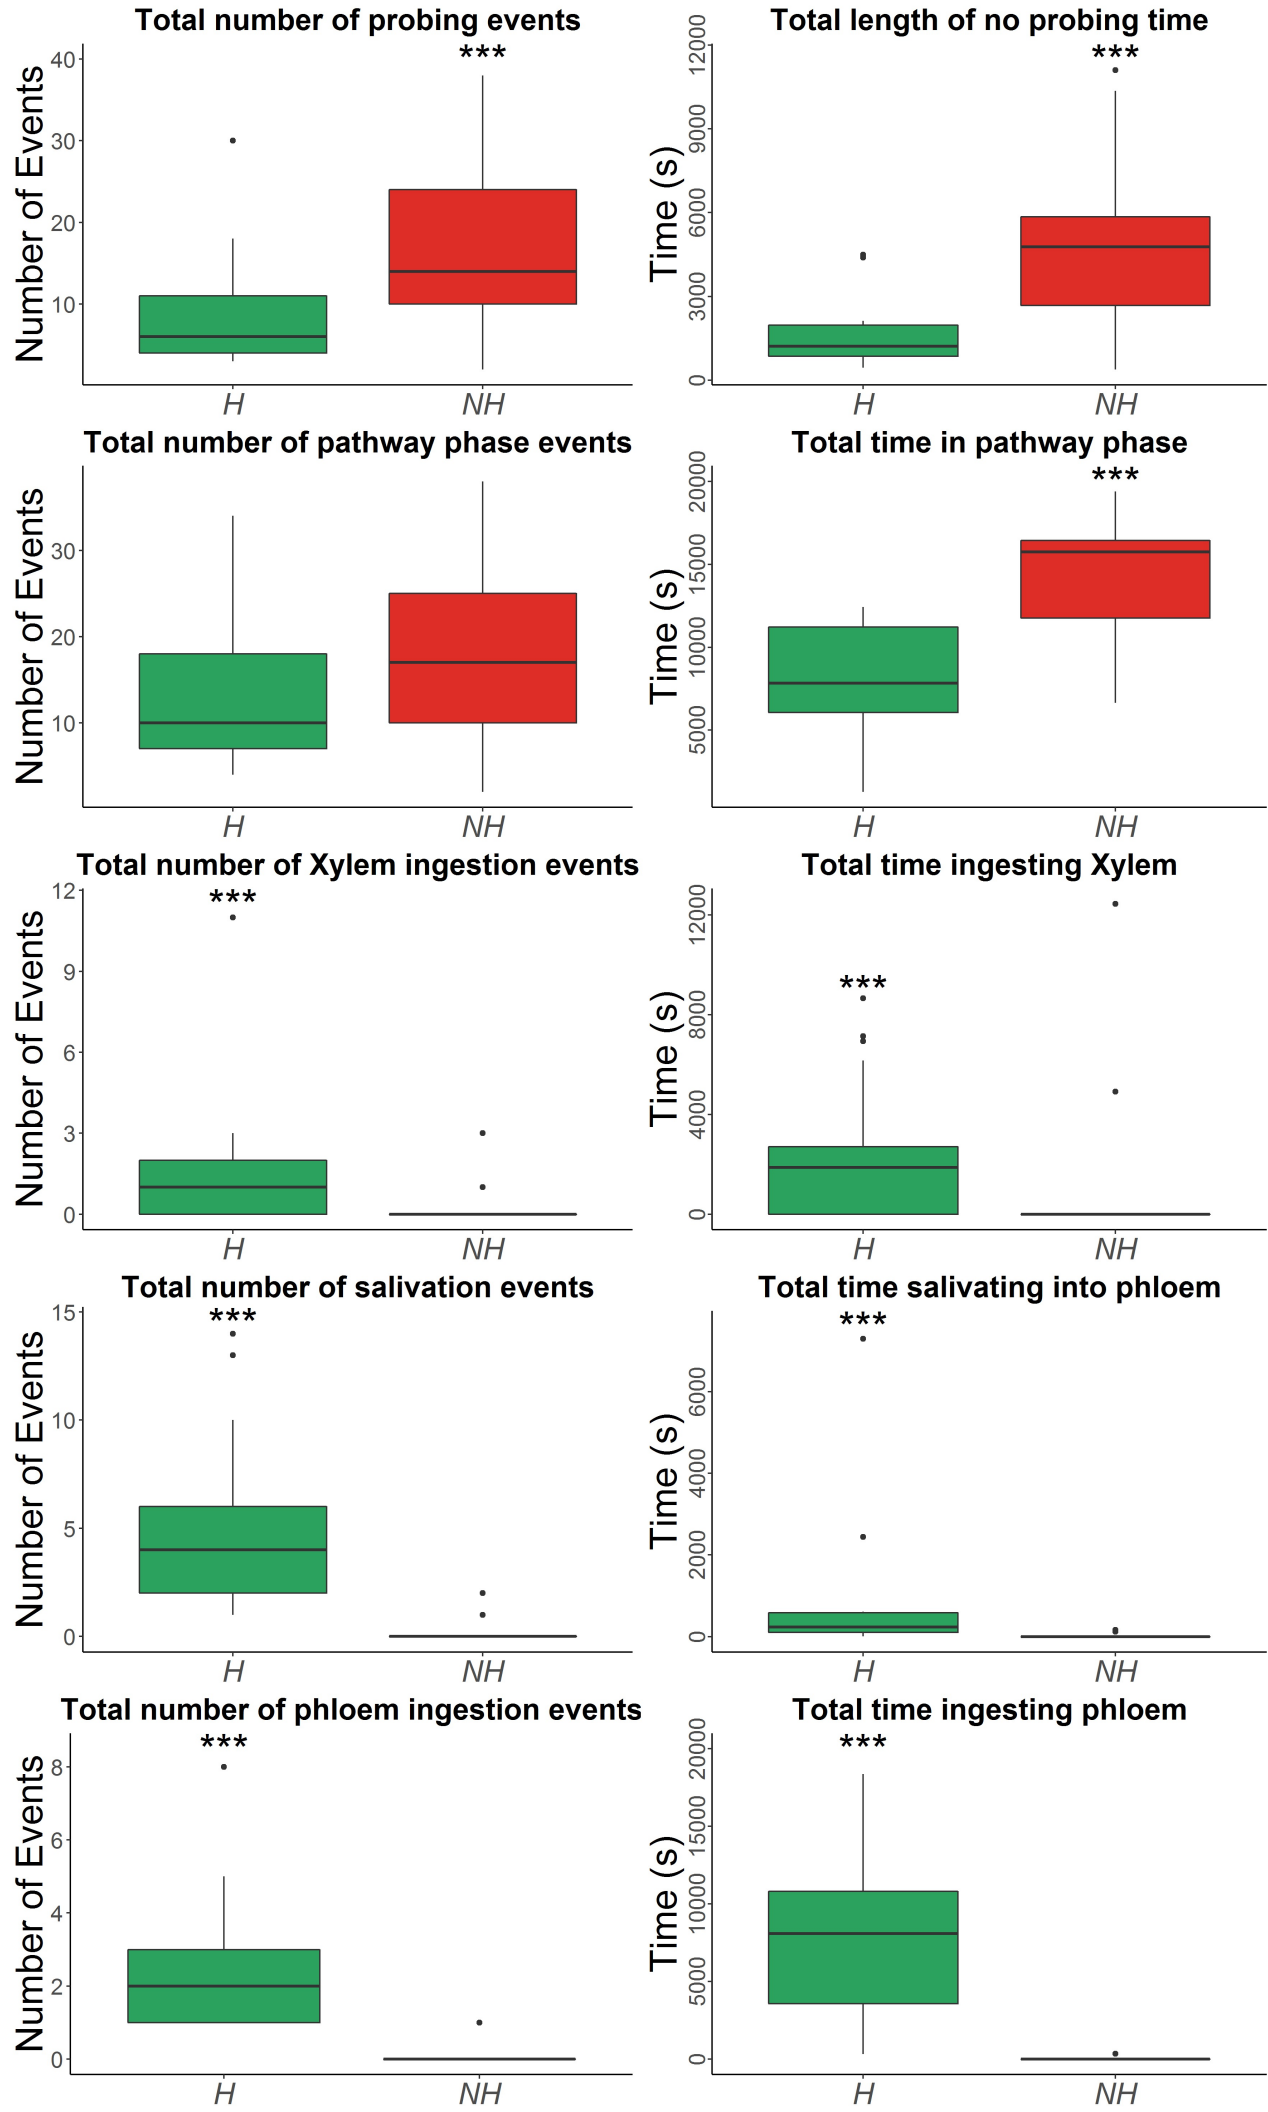 Total number of probing events
***
Number of Events
40
30
20
10
H
NH
Total length of no probing time
***
Time (s)
12000
9000
6000
3000
0
H
NH
Total number of pathway phase events
Number of Events
30
20
10
H
NH
Total time in pathway phase
***
Time (s)
20000
15000
10000
5000
H
NH
Total number of Xylem ingestion events
***
Number of Events
12
9
6
3
0
H
NH
Total time ingesting Xylem
***
Time (s)
12000
8000
4000
0
H
NH
Total number of salivation events
***
Number of Events
15
10
5
0
H
NH
Total time salivating into phloem
***
Time (s)
6000
4000
2000
0
H
NH
Total number of phloem ingestion events
***
Number of Events
8
6
4
2
0
H
NH
Total time ingesting phloem
***
Time (s)
20000
15000
10000
5000
0
H
NH